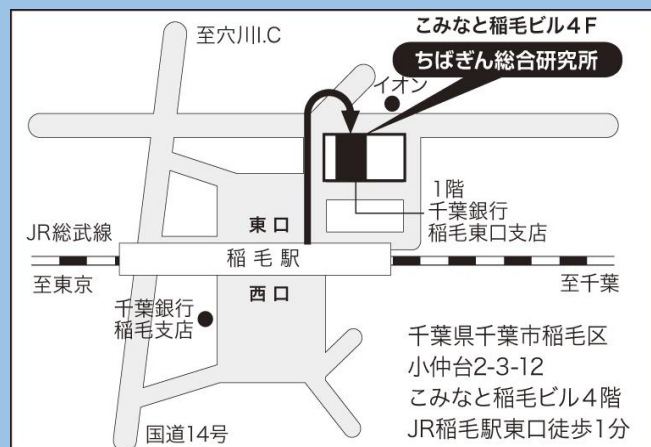 至穴川I.C
こみなと稲毛ビル4F
ちばぎん総合研究所
イオン
1階
千葉銀行
稲毛東口支店
東口
JR総武線
稲毛駅
至東京
至千葉
西口
千葉銀行
稲毛支店
国道14号
千葉県千葉市稲毛区
小仲台2-3-12
こみなと稲毛ビル4階
JR稲毛駅東口徒歩1分